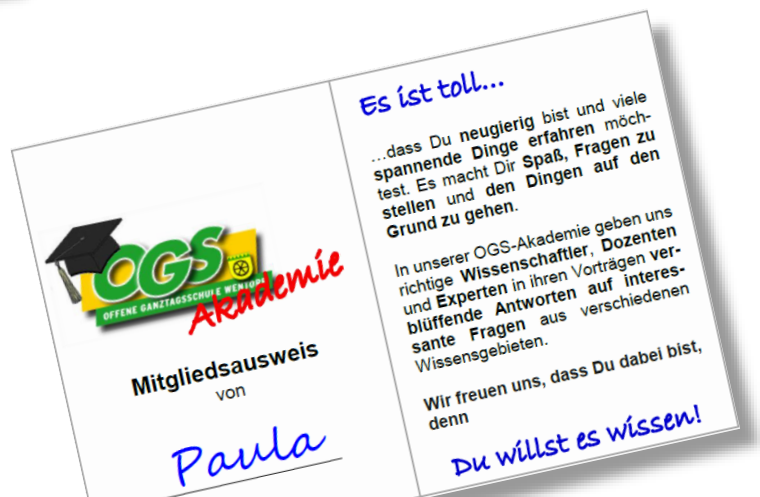 OGS
OFFENE GANZTAGSSCHULE WENTORF
Akademie
Mitgliedsausweis
von
Paula
Es ist toll...
...dass Du neugierig bist und viele
spannende Dinge erfahren möch-
test. Es macht Dir Spaß, Fragen zu
stellen und den Dingen auf den
Grund zu gehen.
In unserer OGS-Akademie geben uns
richtige Wissenschaftler, Dozenten
und Experten in ihren Vorträgen ver-
blüffende Antworten auf interes-
sante Fragen aus verschiedenen
Wissensgebieten.
Wir freuen uns, dass Du dabei bist,
denn
Du willst es wissen!